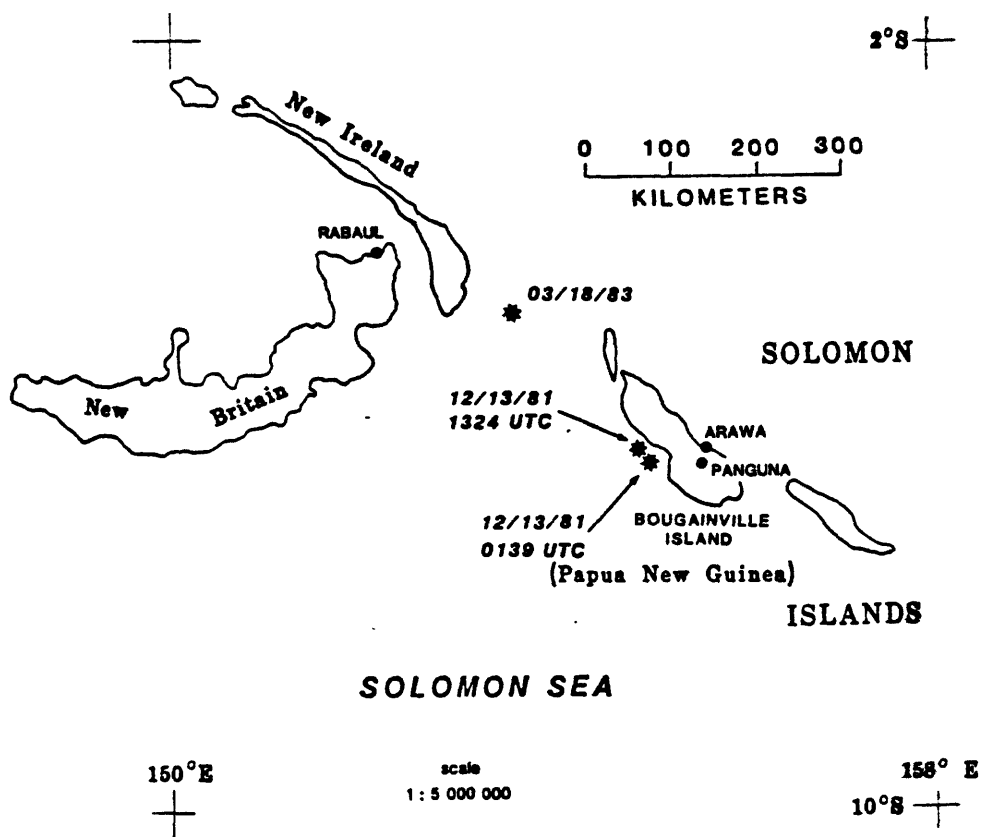 2°S
New Ireland
0 100 200 300
KILOMETERS
RABAUL
03/18/83
SOLOMON
12/13/81
1324 UTC
New Britain
ARAWA
PANGUNA
12/13/81
0139 UTC
BOUGAINVILLE
ISLAND
(Papua New Guinea)
ISLANDS
SOLOMON SEA
150°E
scale
1 : 5 000 000
158° E
10°S